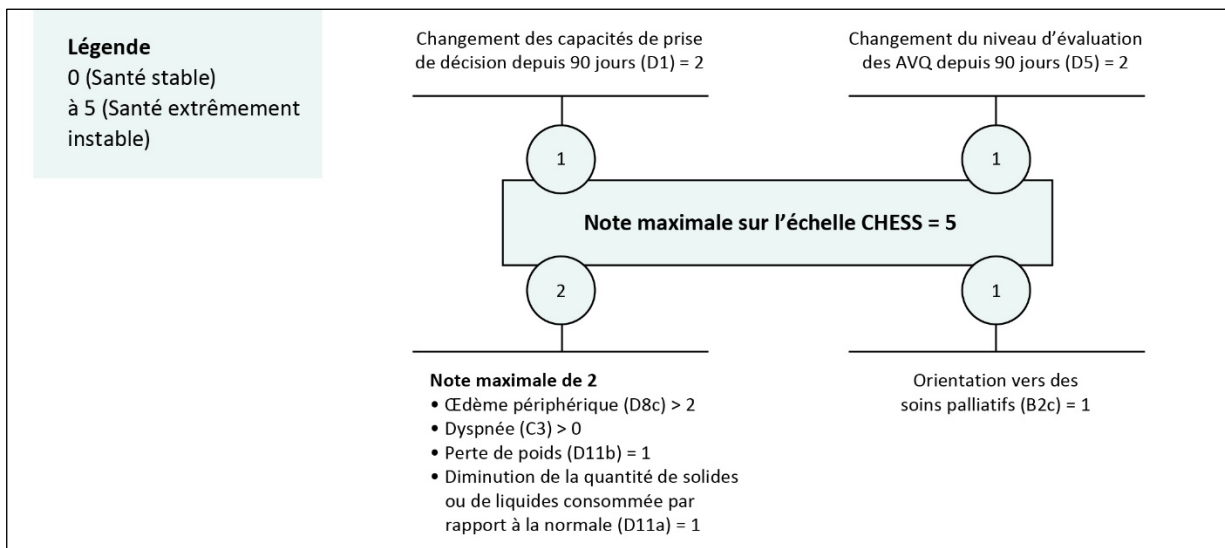 Légende
0 (Santé stable)
à 5 (Santé extrêmement
instable)
Changement des capacités de prise
de décision depuis 90 jours (D1) = 2
Changement du niveau d’évaluation
des AVQ depuis 90 jours (D5) = 2
1
1
Note maximale sur l’échelle CHESS = 5
2
1
Note maximale de 2
• Œdème périphérique (D8c) > 2
• Dyspnée (C3) > 0
• Perte de poids (D11b) = 1
• Diminution de la quantité de solides
ou de liquides consommée par
rapport à la normale (D11a) = 1
Orientation vers des
soins palliatifs (B2c) = 1